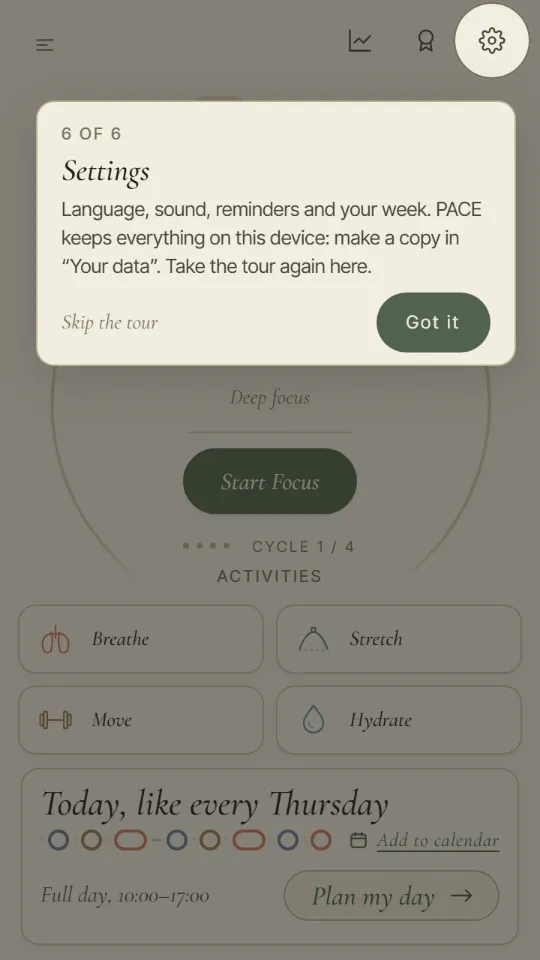 6 OF 6
Settings
Language, sound, reminders and your week. PACE
keeps everything on this device: make a copy in
“Your data”. Take the tour again here.
Skip the tour
Got it
Deep focus
Start Focus
CYCLE 1 / 4
ACTIVITIES
Breathe
Stretch
Move
Hydrate
Today, like every Thursday
Add to calendar
Full day, 10:00–17:00
Plan my day →